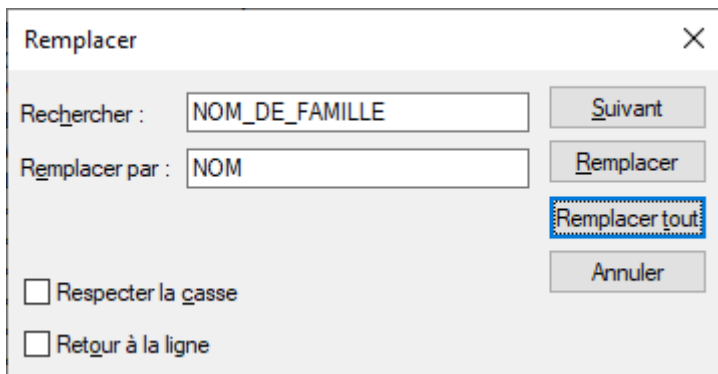 Remplacer
Rechercher : NOM_DE_FAMILLE Suivant
Remplacer par : NOM Remplacer
Remplacer tout
Annuler
Respecter la casse
Retour à la ligne